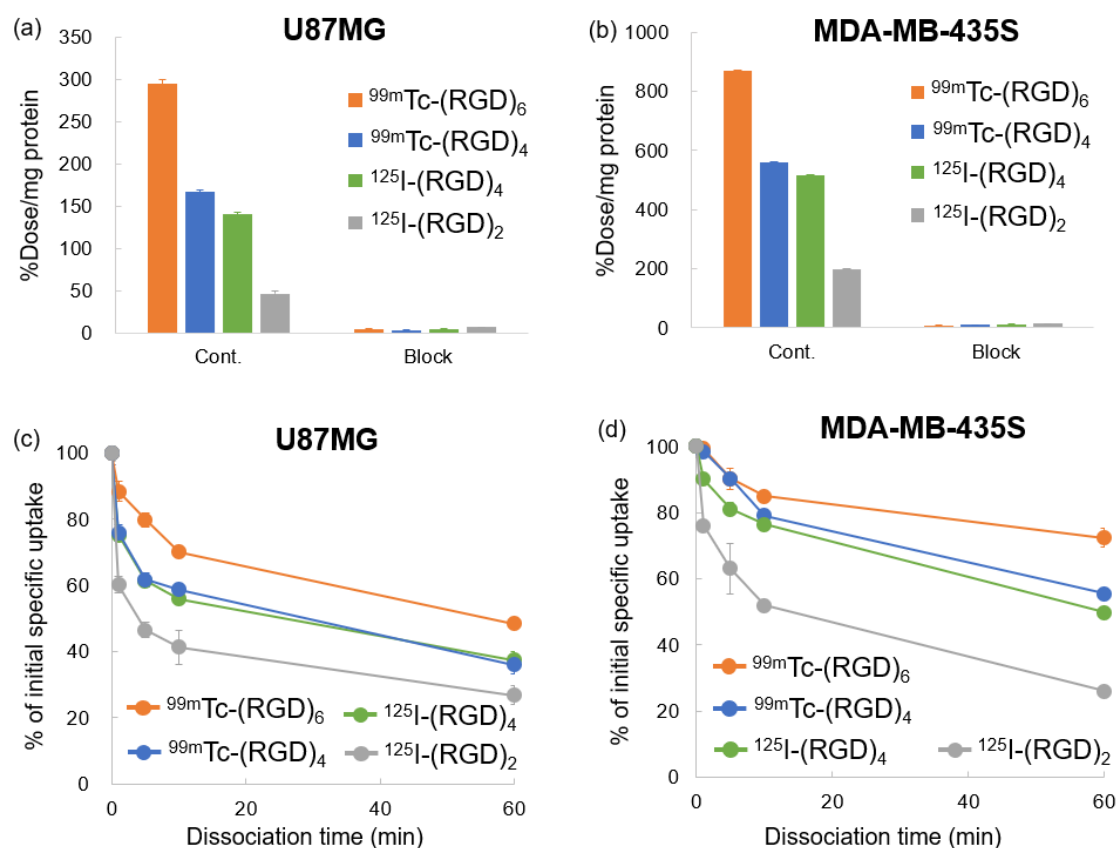 (a) U87MG
%Dose/mg protein
350
300
250
200
150
100
50
0
Cont. Block
99mTc-(RGD)6
99mTc-(RGD)4
125I-(RGD)4
125I-(RGD)2
(b) MDA-MB-435S
%Dose/mg protein
1000
800
600
400
200
0
Cont. Block
99mTc-(RGD)6
99mTc-(RGD)4
125I-(RGD)4
125I-(RGD)2
(c) U87MG
% of initial specific uptake
100
80
60
40
20
0
0 20 40 60
Dissociation time (min)
99mTc-(RGD)6 125I-(RGD)4
99mTc-(RGD)4 125I-(RGD)2
(d) MDA-MB-435S
% of initial specific uptake
100
80
60
40
20
0
0 20 40 60
Dissociation time (min)
99mTc-(RGD)6
99mTc-(RGD)4
125I-(RGD)4 125I-(RGD)2